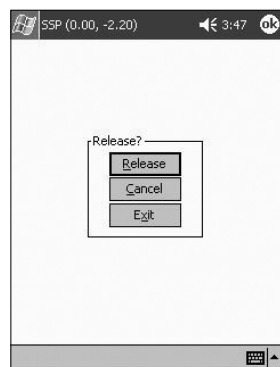 SSP (0.00, -2.20) 3:47 ok
Release?
Release
Cancel
Exit